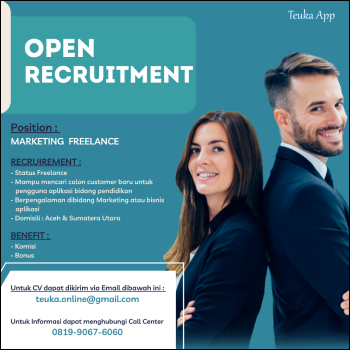 Teuka App
OPEN
RECRUITMENT
Position :
MARKETING FREELANCE
RECRUIREMENT :
- Status Freelance
- Mampu mencari calon customer baru untuk
pengguna aplikasi bidang pendidikan
- Berpengalaman dibidang Marketing atau bisnis
aplikasi
- Domisili : Aceh & Sumatera Utara
BENEFIT :
- Komisi
- Bonus
Untuk CV dapat dikirim via Email dibawah ini :
teuka.online@gmail.com
Untuk Informasi dapat menghubungi Call Center
0819-9067-6060